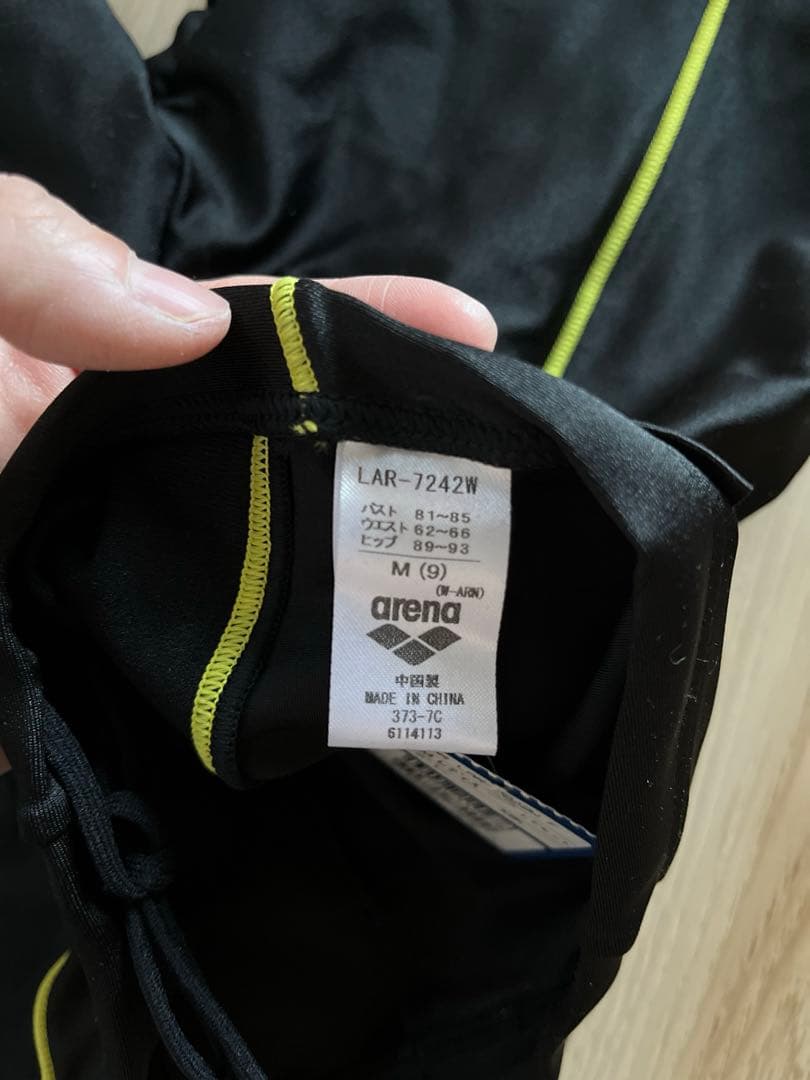 LAR-7242W
バスト 81~85
ウエスト 62~66
ヒップ 89~93
M (9)
(W-ARN)
arena
中国製
MADE IN CHINA
373-7C
6114113